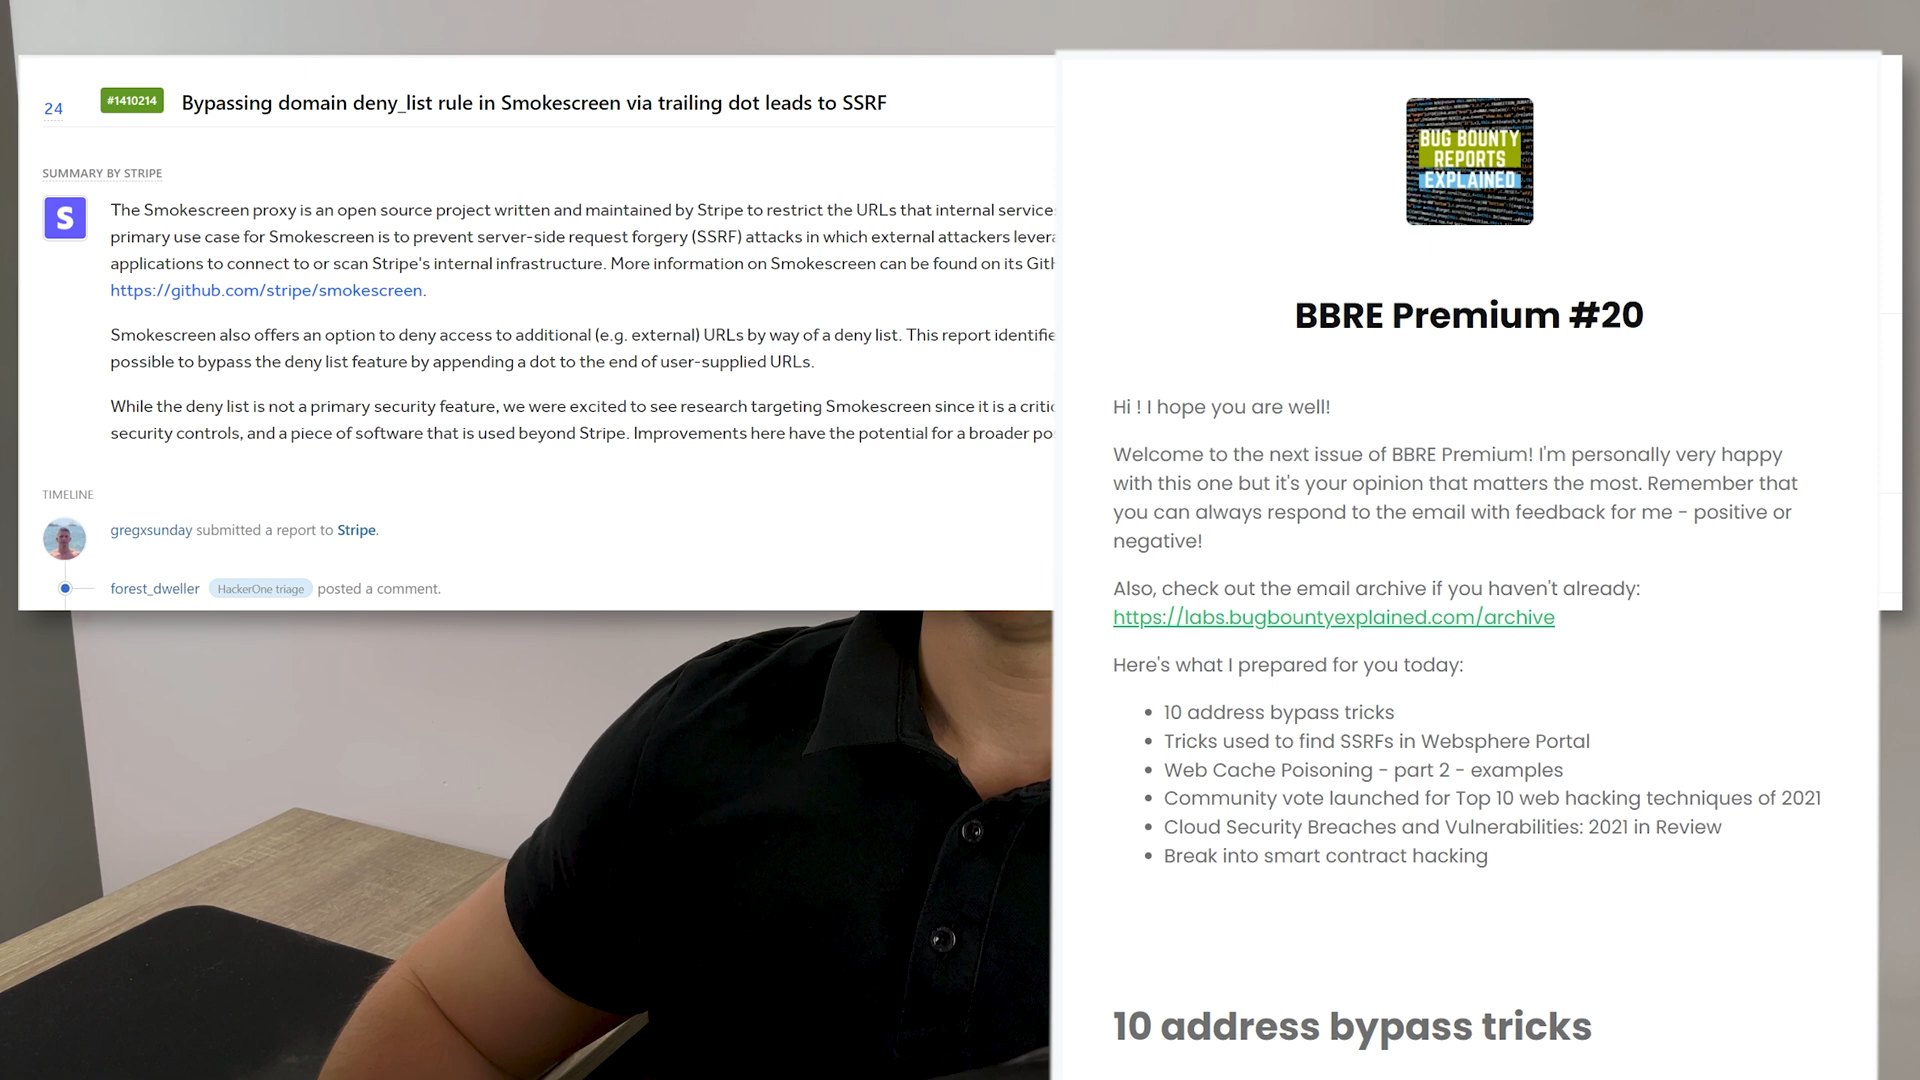 24
#1410214
Bypassing domain deny_list rule in Smokescreen via trailing dot leads to SSRF
SUMMARY BY STRIPE
S
The Smokescreen proxy is an open source project written and maintained by Stripe to restrict the URLs that internal service
primary use case for Smokescreen is to prevent server-side request forgery (SSRF) attacks in which external attackers lever
applications to connect to or scan Stripe's internal infrastructure. More information on Smokescreen can be found on its Gith
https://github.com/stripe/smokescreen.
Smokescreen also offers an option to deny access to additional (e.g. external) URLs by way of a deny list. This report identifie
possible to bypass the deny list feature by appending a dot to the end of user-supplied URLs.
While the deny list is not a primary security feature, we were excited to see research targeting Smokescreen since it is a critic
security controls, and a piece of software that is used beyond Stripe. Improvements here have the potential for a broader po
TIMELINE
gregxsunday submitted a report to Stripe.
forest_dweller HackerOne triage posted a comment.
BUG BOUNTY
REPORTS
EXPLAINED
BBRE Premium #20
Hi ! I hope you are well!
Welcome to the next issue of BBRE Premium! I'm personally very happy
with this one but it's your opinion that matters the most. Remember that
you can always respond to the email with feedback for me - positive or
negative!
Also, check out the email archive if you haven't already:
https://labs.bugbountyexplained.com/archive
Here's what I prepared for you today:
• 10 address bypass tricks
• Tricks used to find SSRFs in Websphere Portal
• Web Cache Poisoning - part 2 - examples
• Community vote launched for Top 10 web hacking techniques of 2021
• Cloud Security Breaches and Vulnerabilities: 2021 in Review
• Break into smart contract hacking
10 address bypass tricks